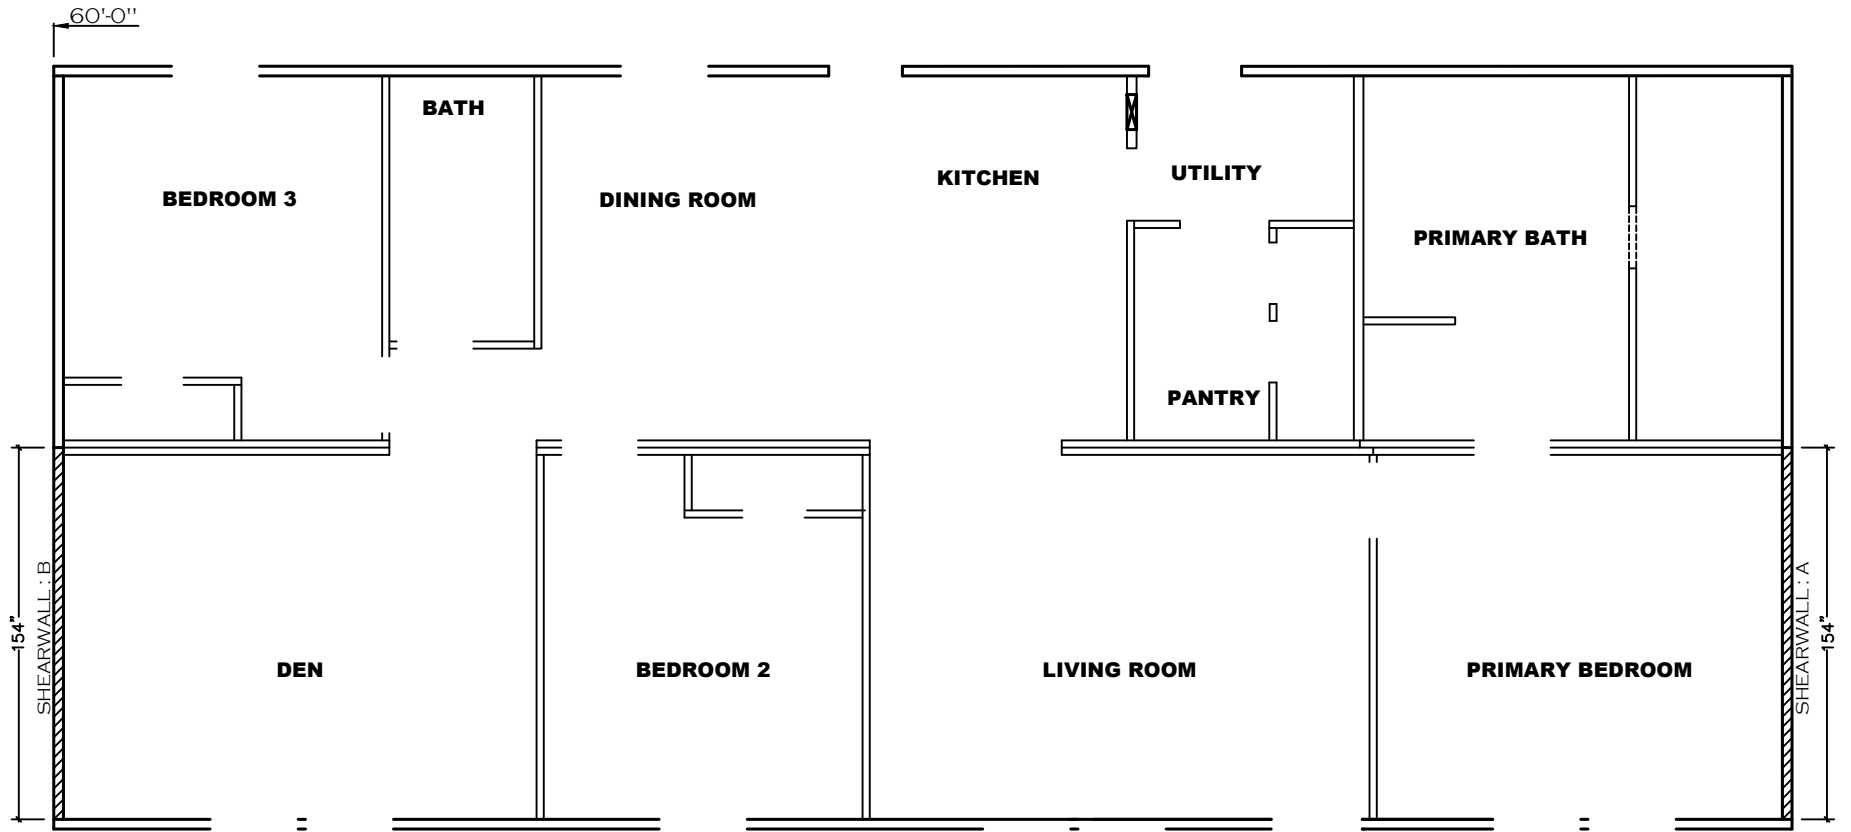 60'-0"
BATH
BEDROOM 3
DINING ROOM
KITCHEN
UTILITY
PRIMARY BATH
PANTRY
SHEARWALL : B
154"
DEN
BEDROOM 2
LIVING ROOM
PRIMARY BEDROOM
SHEARWALL : A
154"